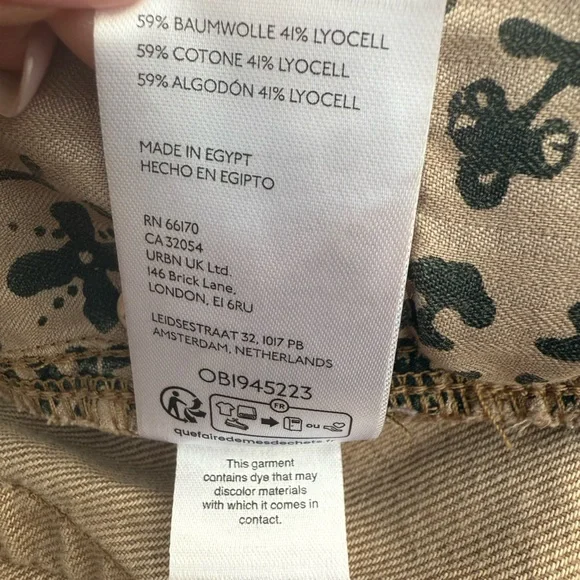 59% BAUMWOLLE 41% LYOCELL
59% COTONE 41% LYOCELL
59% ALGODÓN 41% LYOCELL
MADE IN EGYPT
HECHO EN EGIPTO
RN 66170
CA 32054
URBN UK Ltd.
146 Brick Lane,
LONDON, E1 6RU
LEIDSESTRAAT 32, 1017 PB
AMSTERDAM, NETHERLANDS
OB1945223
FR
ou
quefairedemesdechets.fr
This garment
contains dye that may
discolor materials
with which it comes in
contact.